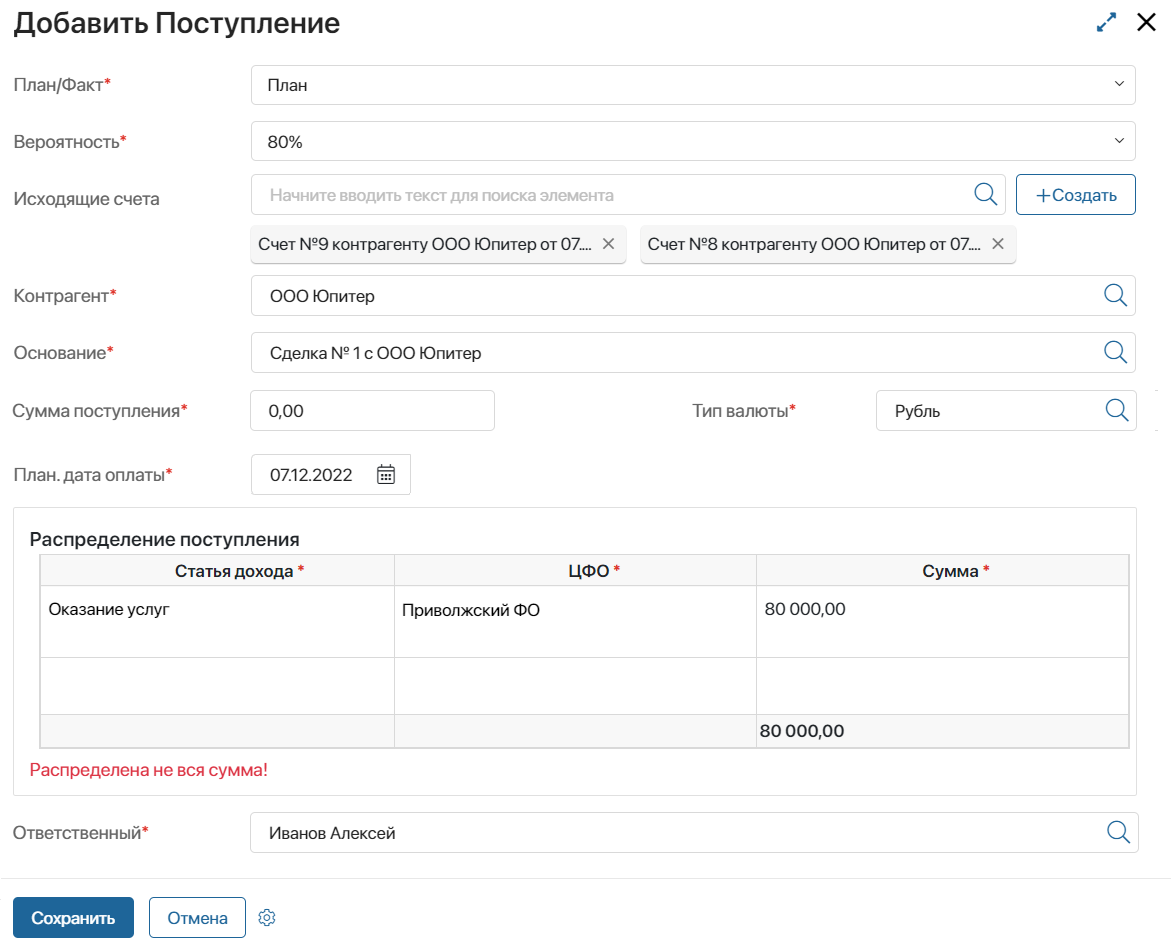 Добавить Поступление
План/Факт* План
Вероятность* 80%
Исходящие счета Начните вводить текст для поиска элемента +Создать
Счет №9 контрагенту ООО Юпитер от 07.... × Счет №8 контрагенту ООО Юпитер от 07.... ×
Контрагент* ООО Юпитер
Основание* Сделка № 1 с ООО Юпитер
Сумма поступления* 0,00 Тип валюты* Рубль
План. дата оплаты* 07.12.2022
Распределение поступления
Статья дохода * ЦФО * Сумма *
Оказание услуг Приволжский ФО 80 000,00
80 000,00
Распределена не вся сумма!
Ответственный* Иванов Алексей
Сохранить Отмена